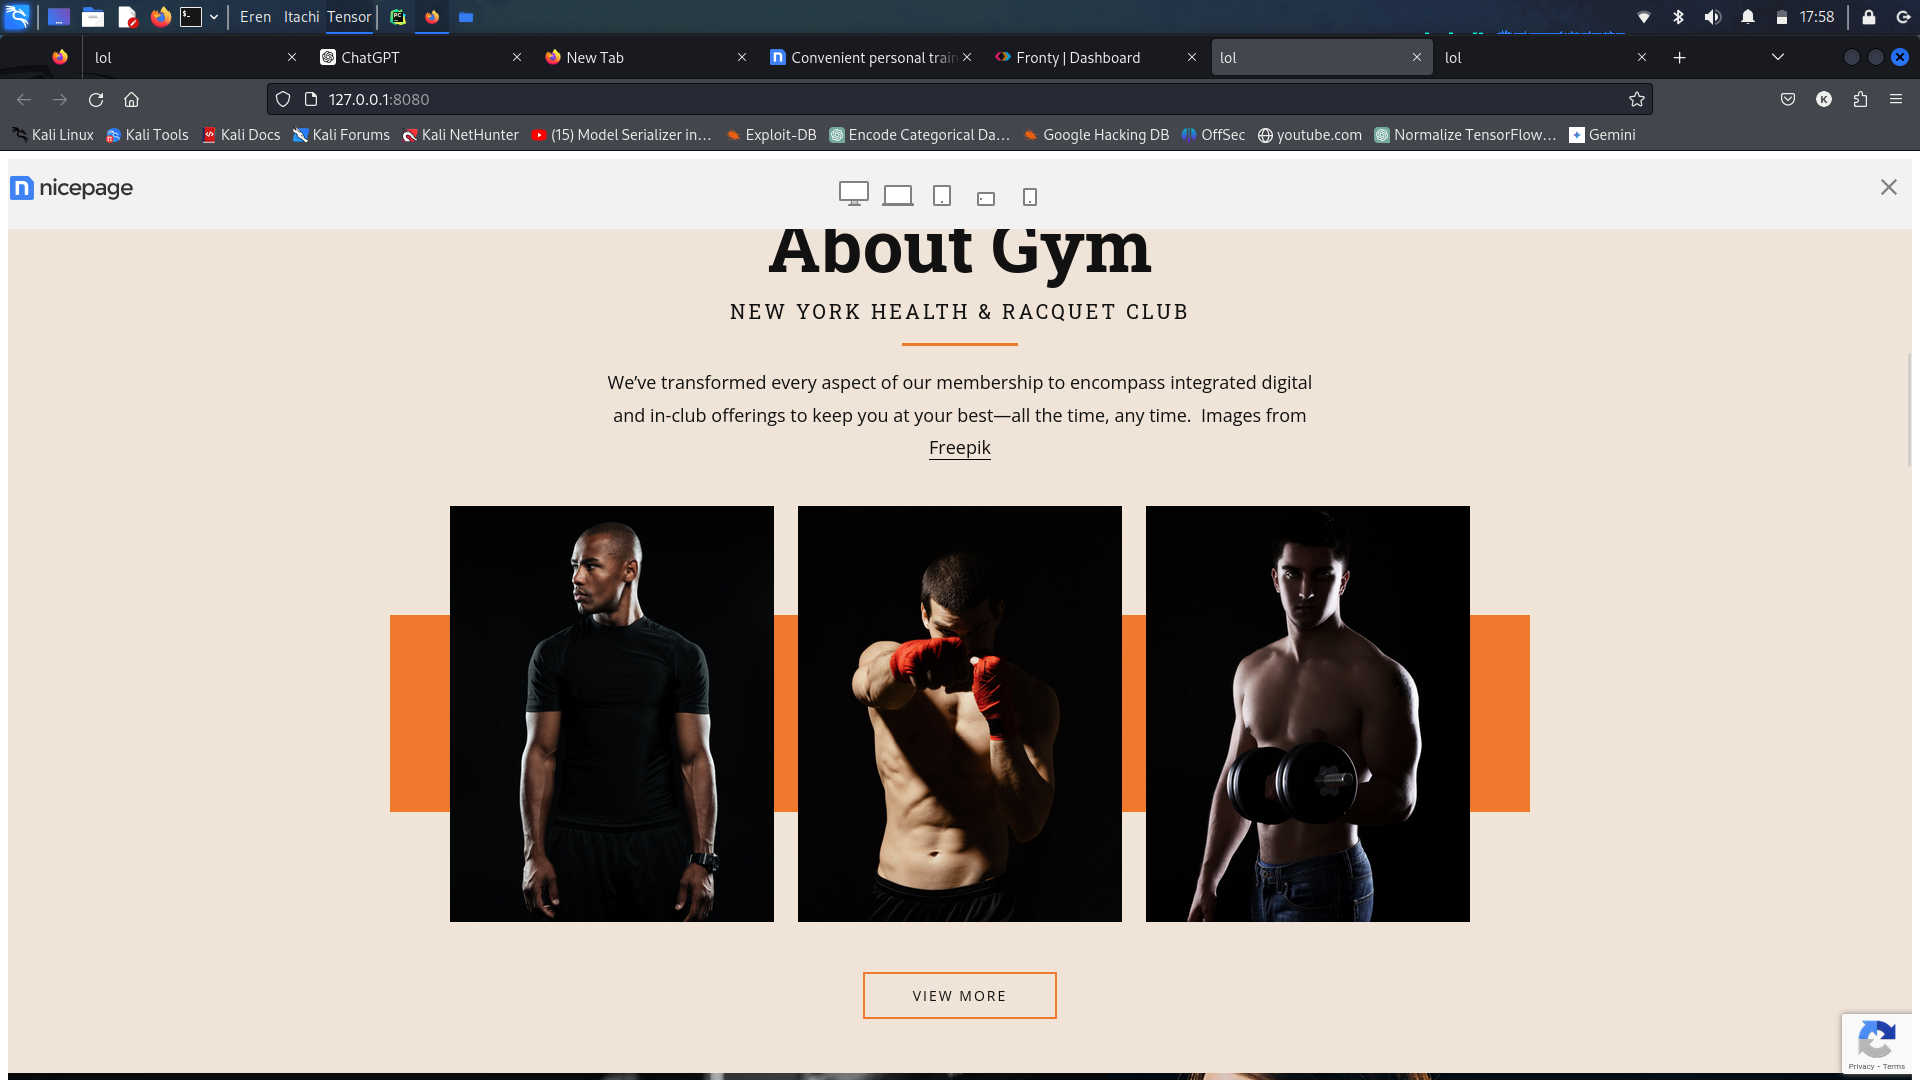 Eren Itachi Tensor 17:58
lol ChatGPT New Tab Convenient personal train Fronty | Dashboard lol lol
127.0.0.1:8080
Kali Linux Kali Tools Kali Docs Kali Forums Kali NetHunter (15) Model Serializer in… Exploit-DB Encode Categorical Da… Google Hacking DB OffSec youtube.com Normalize TensorFlow… Gemini
nicepage
About Gym
NEW YORK HEALTH & RACQUET CLUB
We’ve transformed every aspect of our membership to encompass integrated digital
and in-club offerings to keep you at your best—all the time, any time. Images from
Freepik
VIEW MORE
Privacy - Terms